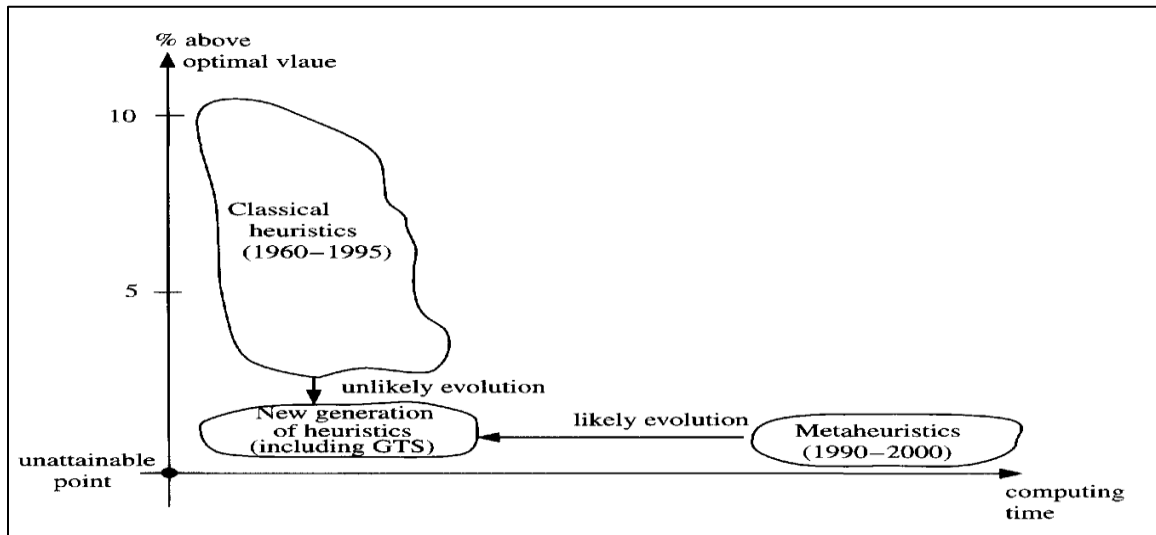 % above
optimal vlaue
10
Classical
heuristics
(1960–1995)
5
unlikely evolution
New generation
of heuristics
(including GTS)
likely evolution
Metaheuristics
(1990–2000)
unattainable
point
computing
time